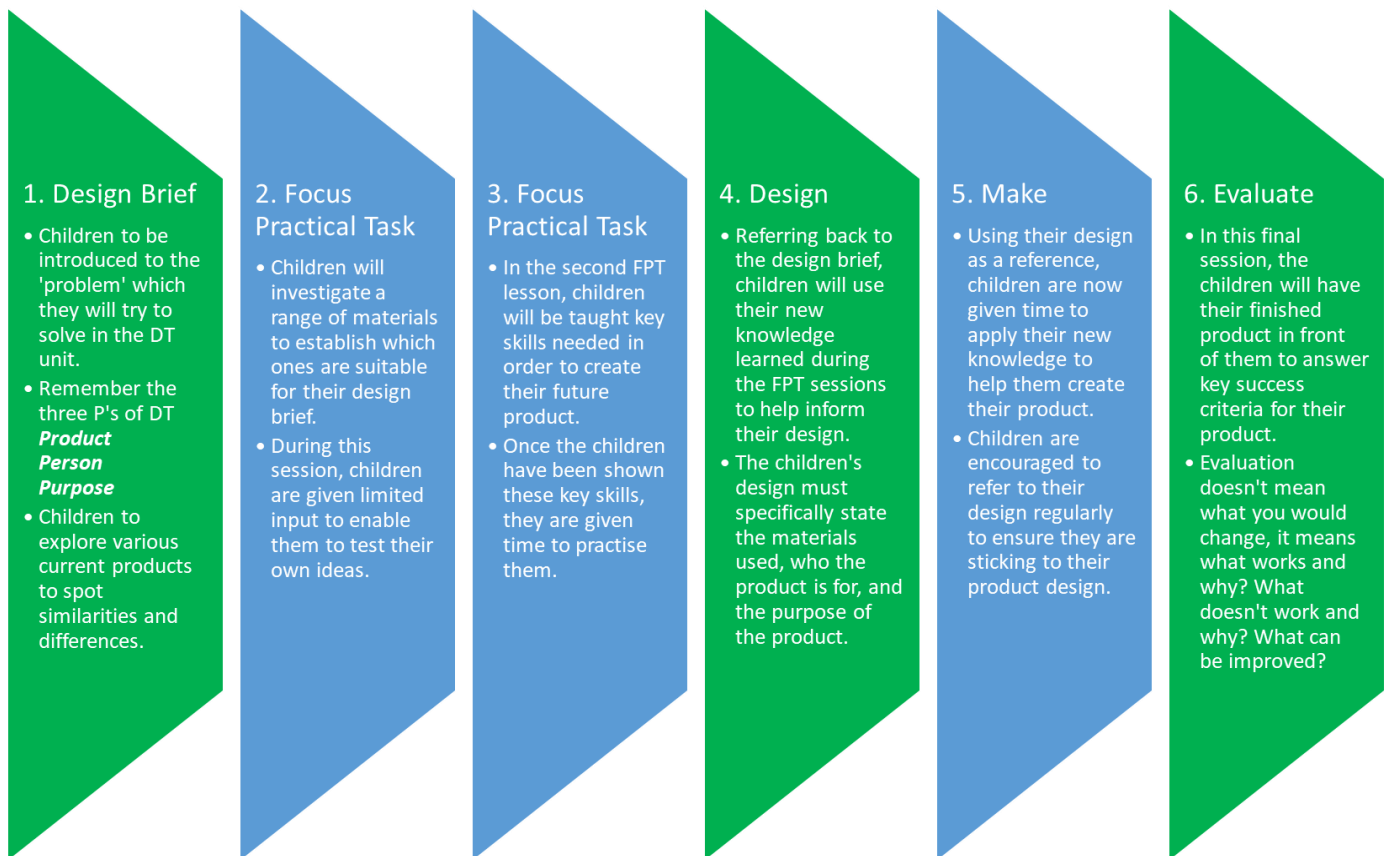 1. Design Brief
• Children to be
introduced to the
'problem' which
they will try to
solve in the DT
unit.
• Remember the
three P's of DT
Product
Person
Purpose
• Children to
explore various
current products
to spot
similarities and
differences.
2. Focus
Practical Task
• Children will
investigate a
range of materials
to establish which
ones are suitable
for their design
brief.
• During this
session, children
are given limited
input to enable
them to test their
own ideas.
3. Focus
Practical Task
• In the second FPT
lesson, children
will be taught key
skills needed in
order to create
their future
product.
• Once the children
have been shown
these key skills,
they are given
time to practise
them.
4. Design
• Referring back to
the design brief,
children will use
their new
knowledge
learned during
the FPT sessions
to help inform
their design.
• The children's
design must
specifically state
the materials
used, who the
product is for, and
the purpose of
the product.
5. Make
• Using their design
as a reference,
children are now
given time to
apply their new
knowledge to
help them create
their product.
• Children are
encouraged to
refer to their
design regularly
to ensure they are
sticking to their
product design.
6. Evaluate
• In this final
session, the
children will have
their finished
product in front
of them to answer
key success
criteria for their
product.
• Evaluation
doesn't mean
what you would
change, it means
what works and
why? What
doesn't work and
why? What can
be improved?